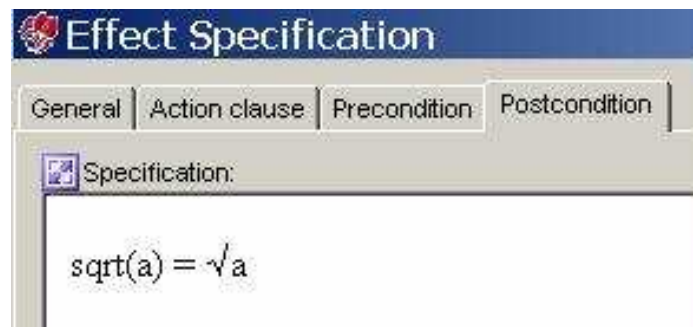 Effect Specification
General Action clause Precondition Postcondition
Specification:
sqrt(a) = √a